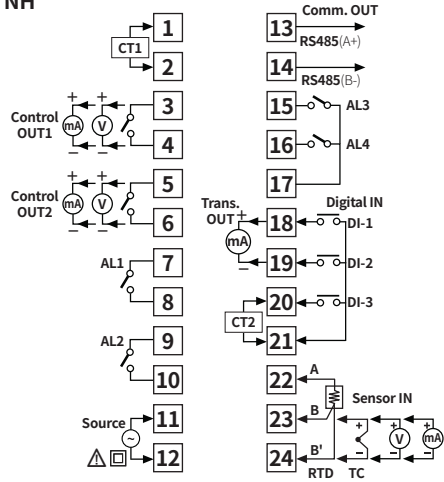 NH
1
CT1
2
3
+ +
Control
OUT1
mA V
4
− −
5
+ +
Control
OUT2
mA V
6
− −
AL1
7
8
AL2
9
10
Source
11
~
12
Comm. OUT
13
RS485(A+)
14
RS485(B-)
15
AL3
16
AL4
17
Trans.
OUT
+
mA
−
Digital IN
18
DI-1
19
DI-2
20
DI-3
CT2
21
22
A
Sensor IN
23
B
24
B'
+ + +
V mA
− − −
RTD TC